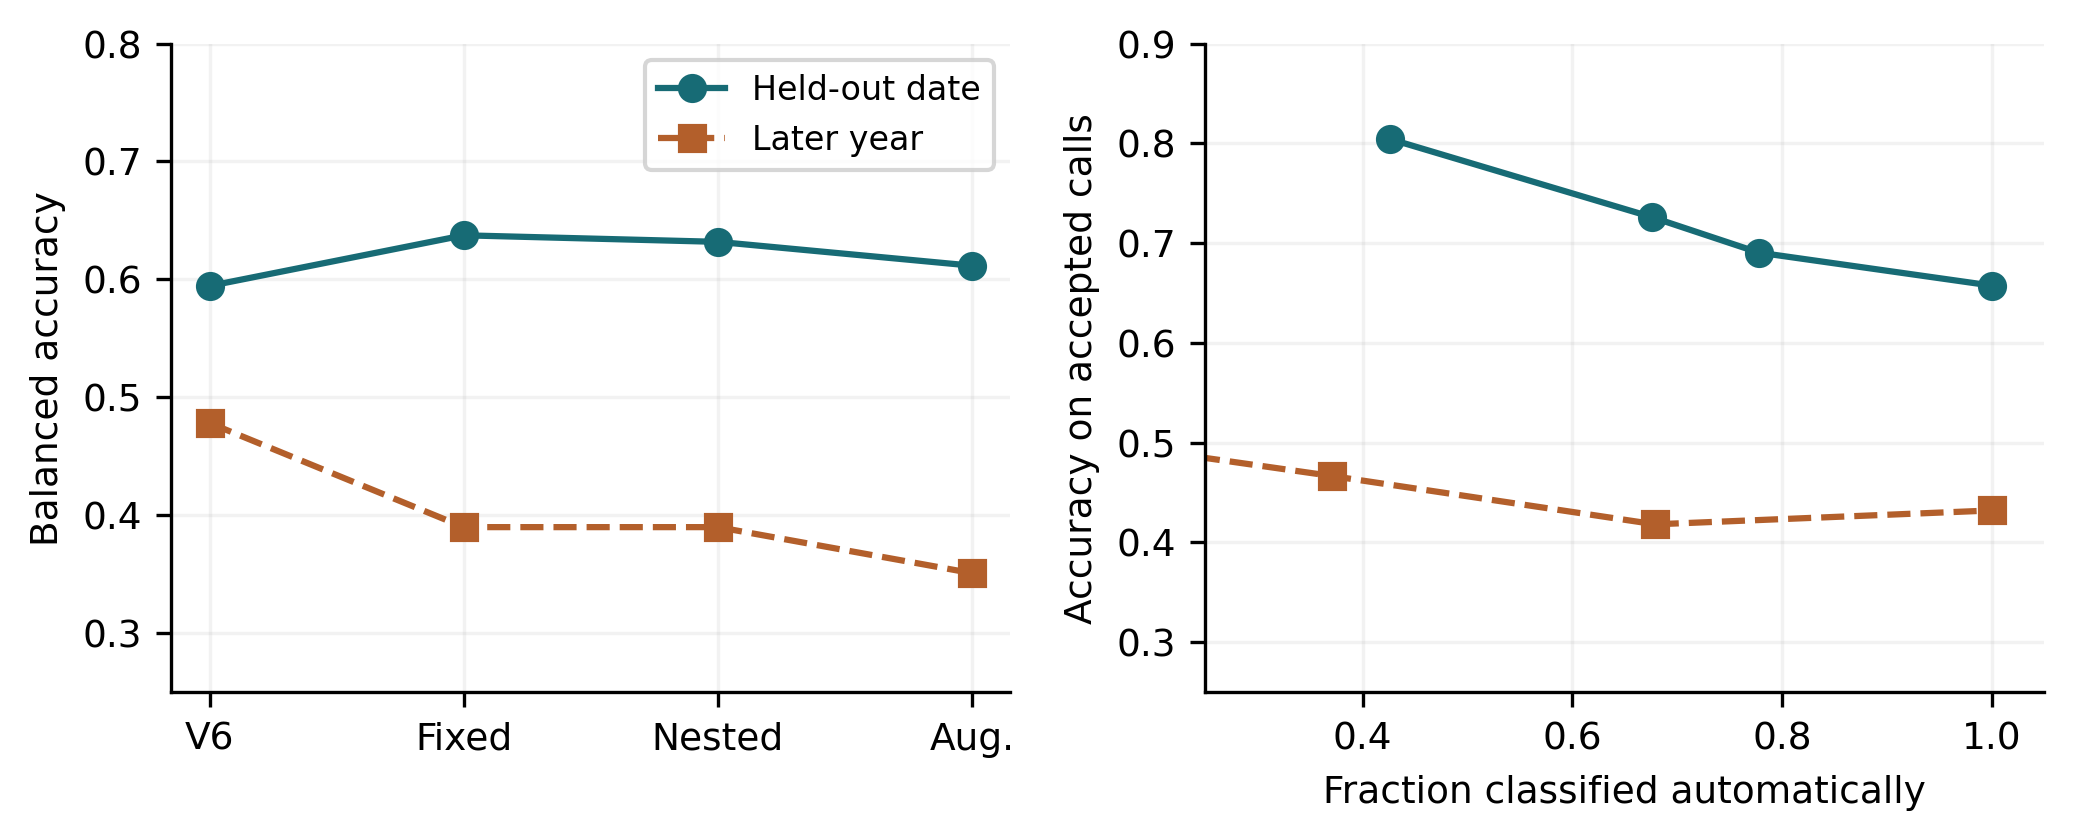 Balanced accuracy
0.8
0.7
0.6
0.5
0.4
0.3
Held-out date
Later year
V6 Fixed Nested Aug.
Accuracy on accepted calls
0.9
0.8
0.7
0.6
0.5
0.4
0.3
0.4 0.6 0.8 1.0
Fraction classified automatically